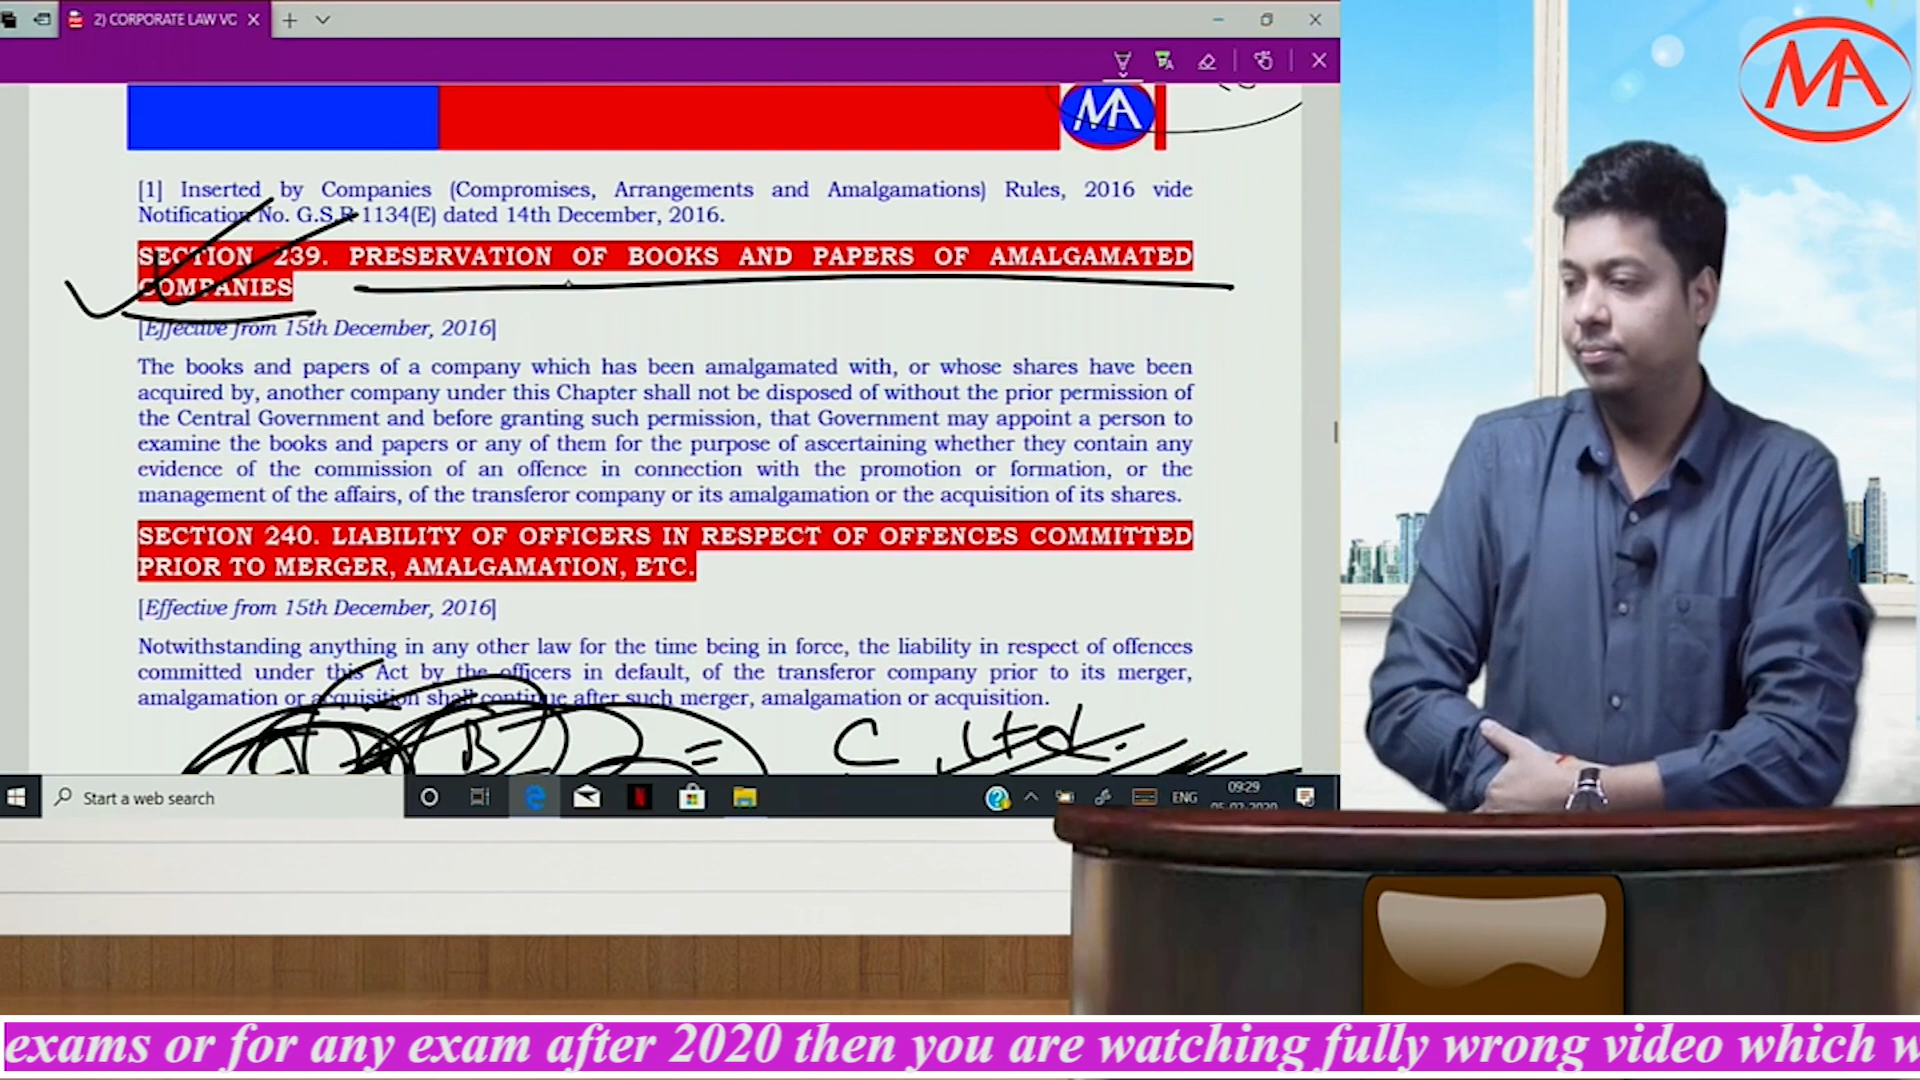 2) CORPORATE LAW VC
MA
MA
[1] Inserted by Companies (Compromises, Arrangements and Amalgamations) Rules, 2016 vide
Notification No. G.S.R 1134(E) dated 14th December, 2016.
SECTION 239. PRESERVATION OF BOOKS AND PAPERS OF AMALGAMATED
COMPANIES
[Effective from 15th December, 2016]
The books and papers of a company which has been amalgamated with, or whose shares have been
acquired by, another company under this Chapter shall not be disposed of without the prior permission of
the Central Government and before granting such permission, that Government may appoint a person to
examine the books and papers or any of them for the purpose of ascertaining whether they contain any
evidence of the commission of an offence in connection with the promotion or formation, or the
management of the affairs, of the transferor company or its amalgamation or the acquisition of its shares.
SECTION 240. LIABILITY OF OFFICERS IN RESPECT OF OFFENCES COMMITTED
PRIOR TO MERGER, AMALGAMATION, ETC.
[Effective from 15th December, 2016]
Notwithstanding anything in any other law for the time being in force, the liability in respect of offences
committed under this Act by the officers in default, of the transferor company prior to its merger,
amalgamation or acquisition shall continue after such merger, amalgamation or acquisition.
B = C Ltd.
Start a web search
ENG
09:29
05-02-2020
exams or for any exam after 2020 then you are watching fully wrong video which w